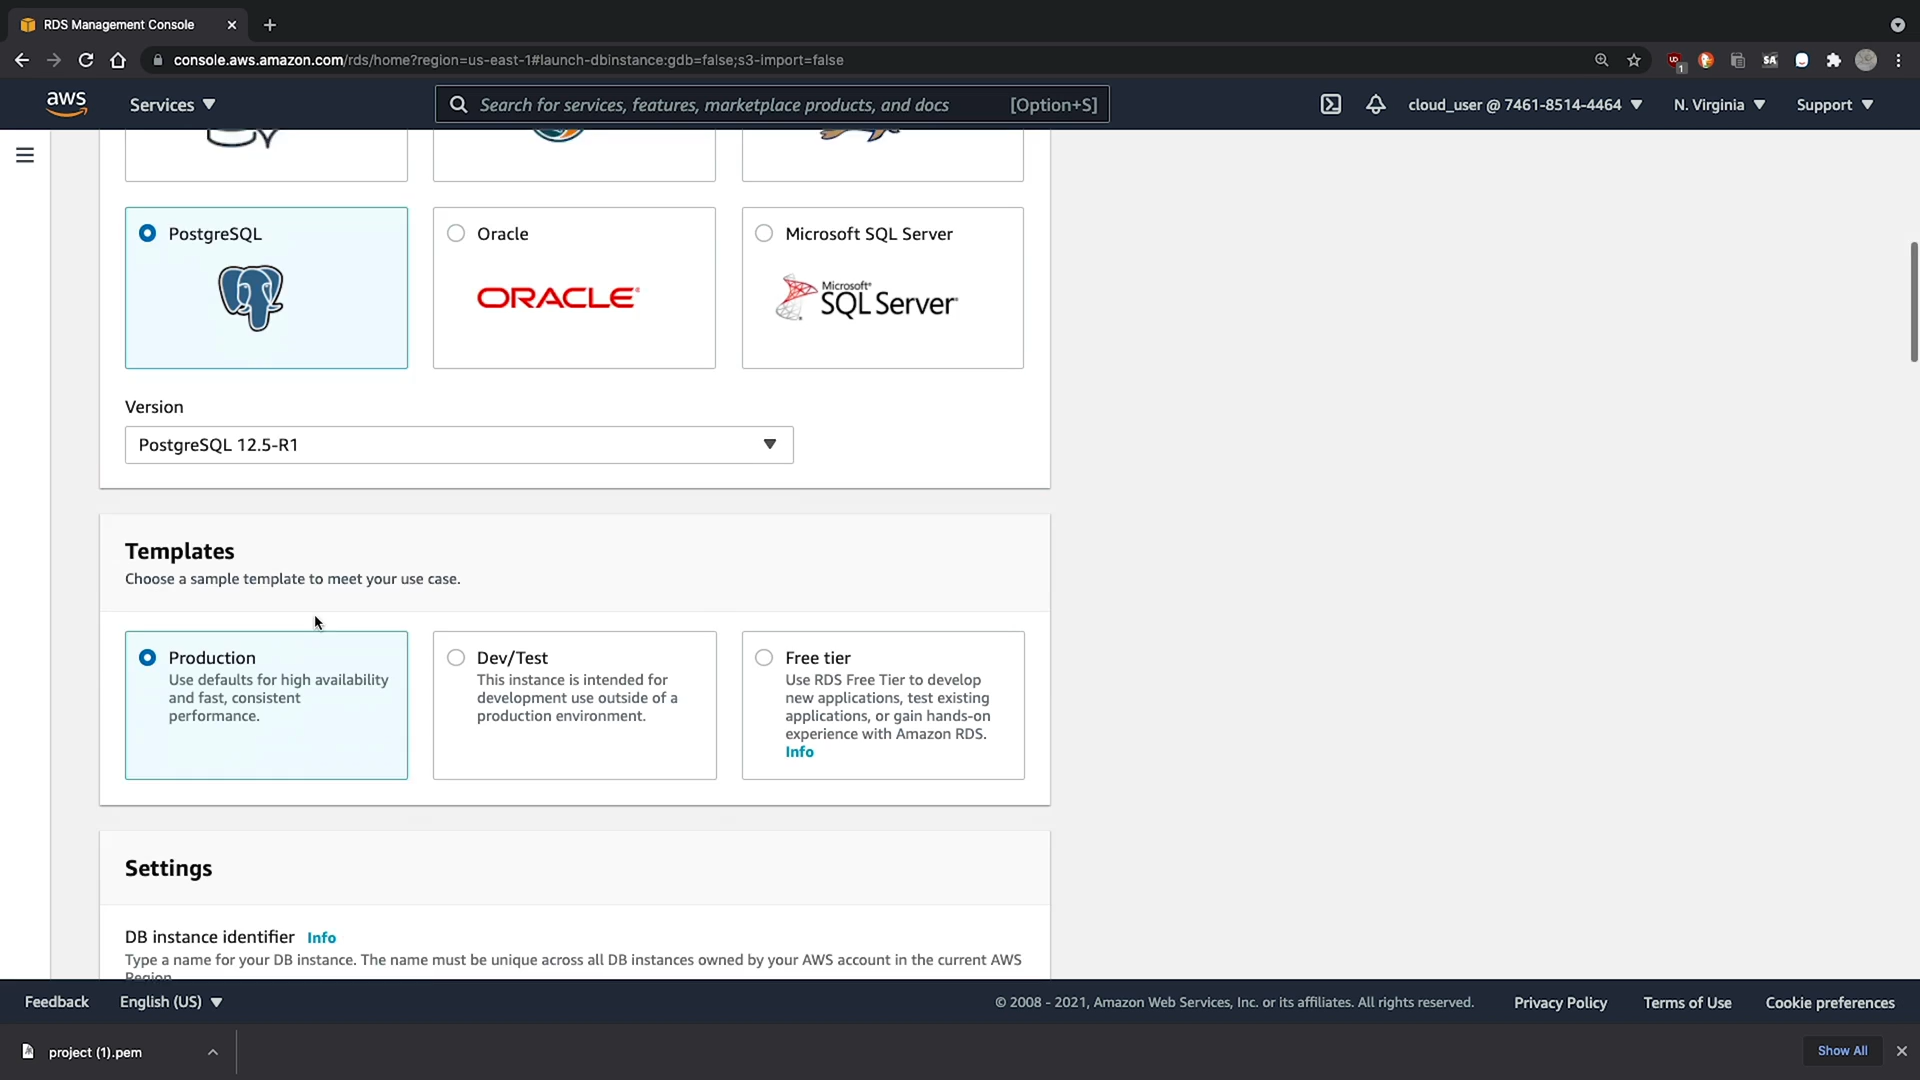 RDS Management Console
console.aws.amazon.com/rds/home?region=us-east-1#launch-dbinstance:gdb=false;s3-import=false
1
aws
Services
Search for services, features, marketplace products, and docs
[Option+S]
cloud_user @ 7461-8514-4464
N. Virginia
Support
PostgreSQL
Oracle
Microsoft SQL Server
ORACLE
Microsoft
SQL Server
Version
PostgreSQL 12.5-R1
Templates
Choose a sample template to meet your use case.
Production
Use defaults for high availability
and fast, consistent
performance.
Dev/Test
This instance is intended for
development use outside of a
production environment.
Free tier
Use RDS Free Tier to develop
new applications, test existing
applications, or gain hands-on
experience with Amazon RDS.
Info
Settings
DB instance identifier Info
Type a name for your DB instance. The name must be unique across all DB instances owned by your AWS account in the current AWS
Region
Feedback
English (US)
© 2008 - 2021, Amazon Web Services, Inc. or its affiliates. All rights reserved.
Privacy Policy
Terms of Use
Cookie preferences
project (1).pem
Show All